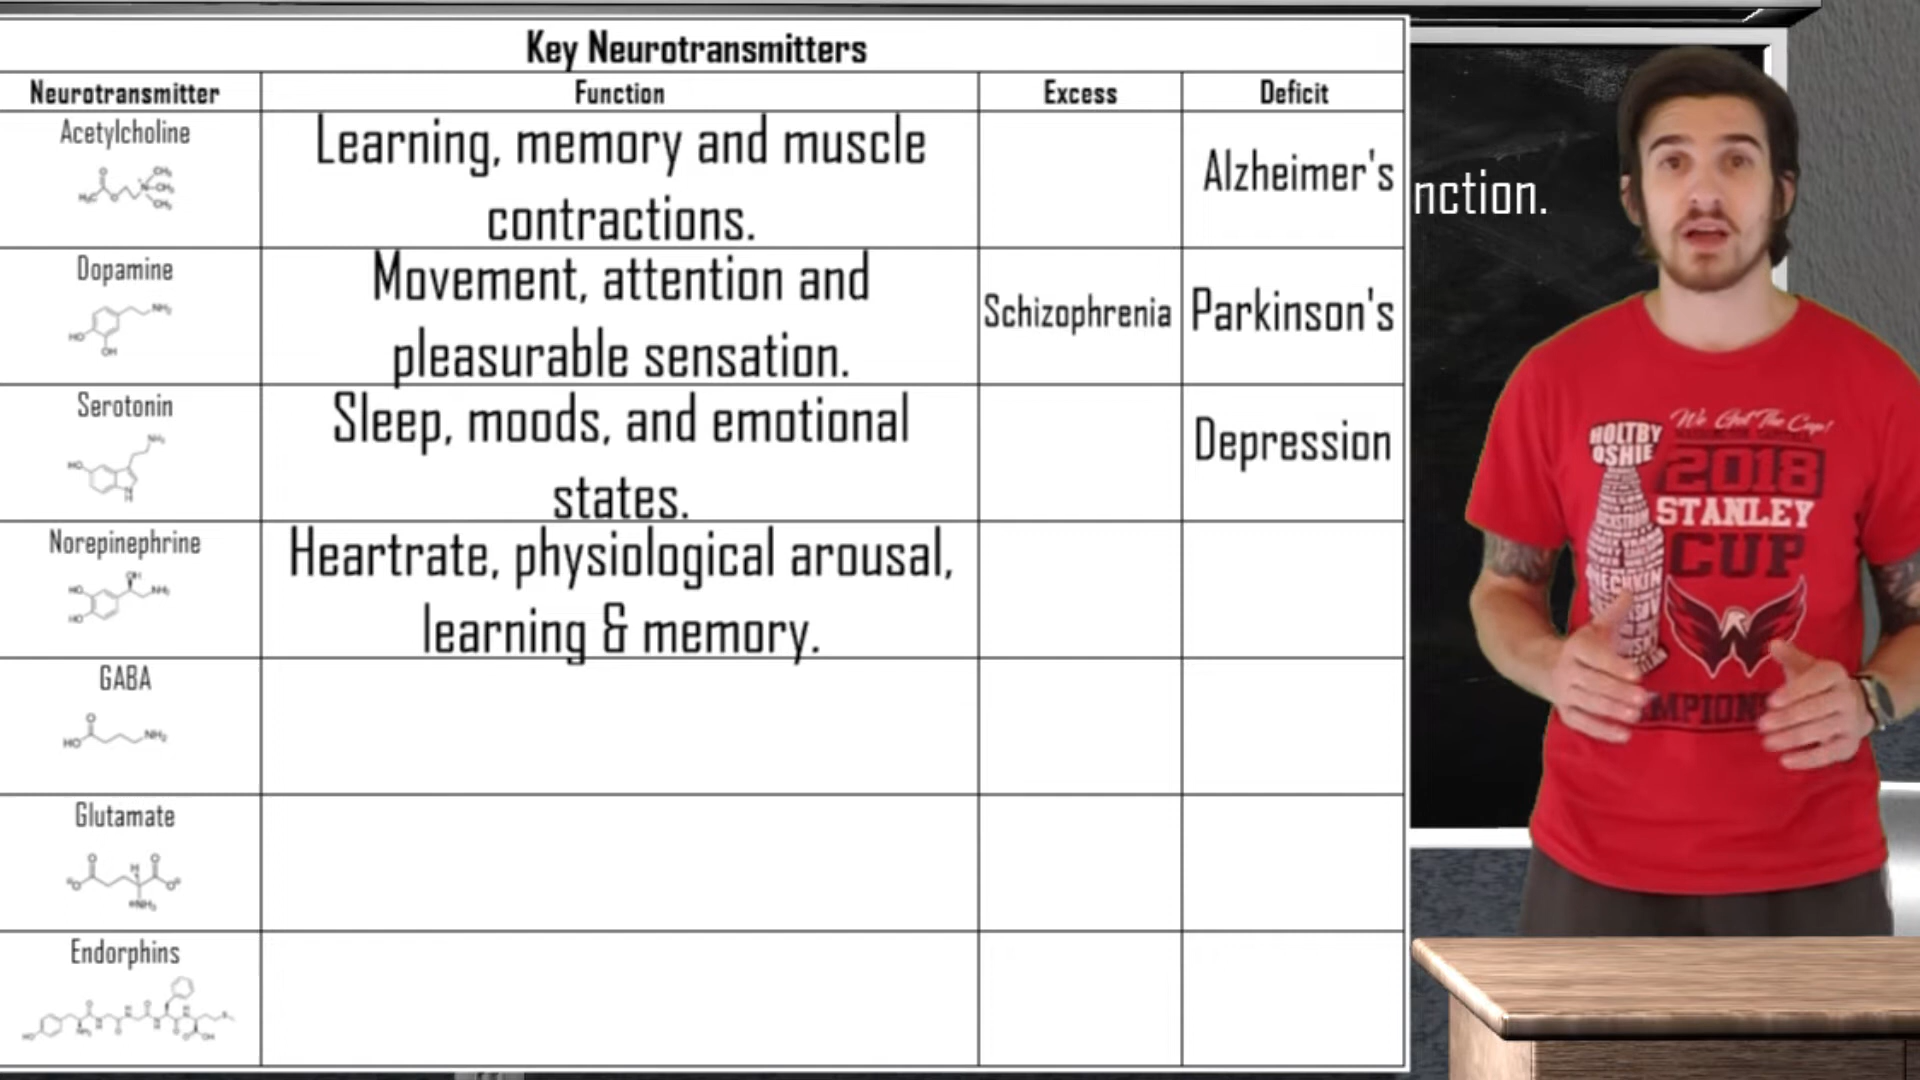 Key Neurotransmitters
Neurotransmitter Function Excess Deficit
Acetylcholine
Learning, memory and muscle
contractions.
Alzheimer's
nction.
Dopamine
Movement, attention and
pleasurable sensation.
Schizophrenia
Parkinson's
Serotonin
Sleep, moods, and emotional
states.
Depression
Norepinephrine
Heartrate, physiological arousal,
learning & memory.
GABA
Glutamate
Endorphins
We Got The Cup!
HOLTBY
OSHIE
2018
STANLEY
CUP